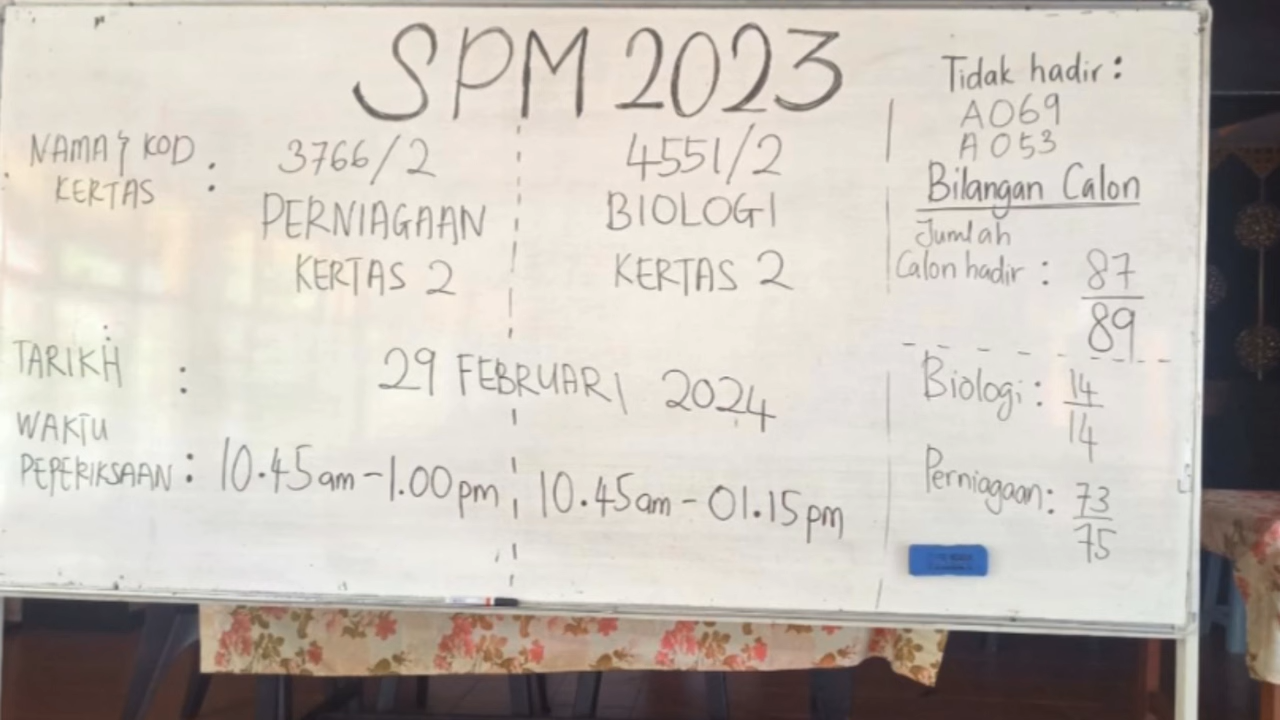 SPM 2023
NAMA & KOD
KERTAS :
3766/2
PERNIAGAAN
KERTAS 2
4551/2
BIOLOGI
KERTAS 2
TARIKH : 29 FEBRUARI 2024
WAKTU
PEPERIKSAAN : 10.45am - 1.00pm 10.45am - 01.15pm
Tidak hadir :
A069
A053
Bilangan Calon
Jumlah
Calon hadir : 87
89
Biologi : 14
14
Perniagaan : 73
75